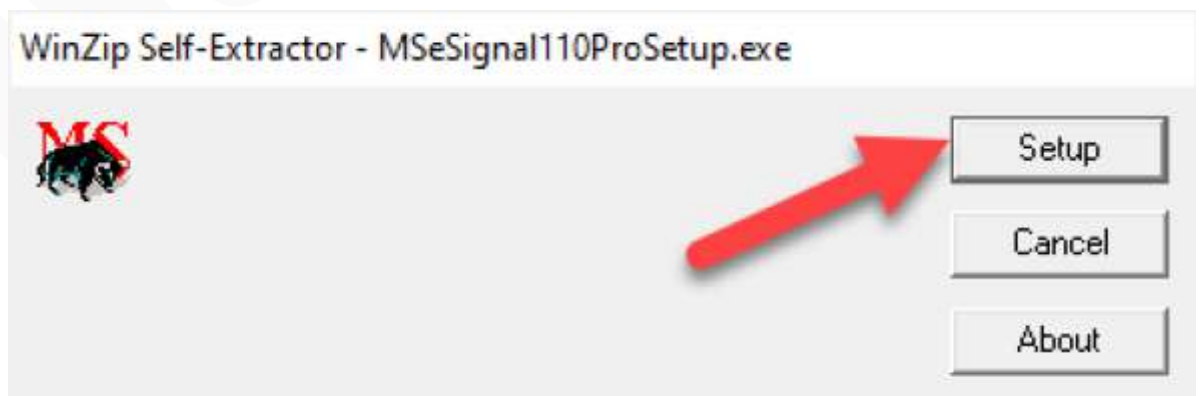 WinZip Self-Extractor - MSeSignal110ProSetup.exe
MS
Setup
Cancel
About